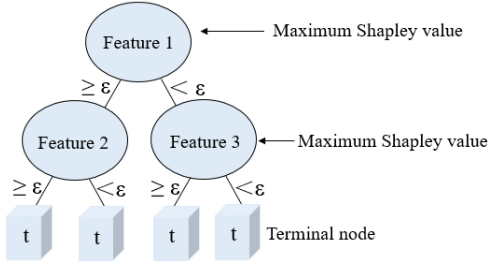 Feature 1
Maximum Shapley value
≥ ε
< ε
Feature 2
Feature 3
Maximum Shapley value
≥ ε
<ε
≥ ε
<ε
t
t
t
t
Terminal node